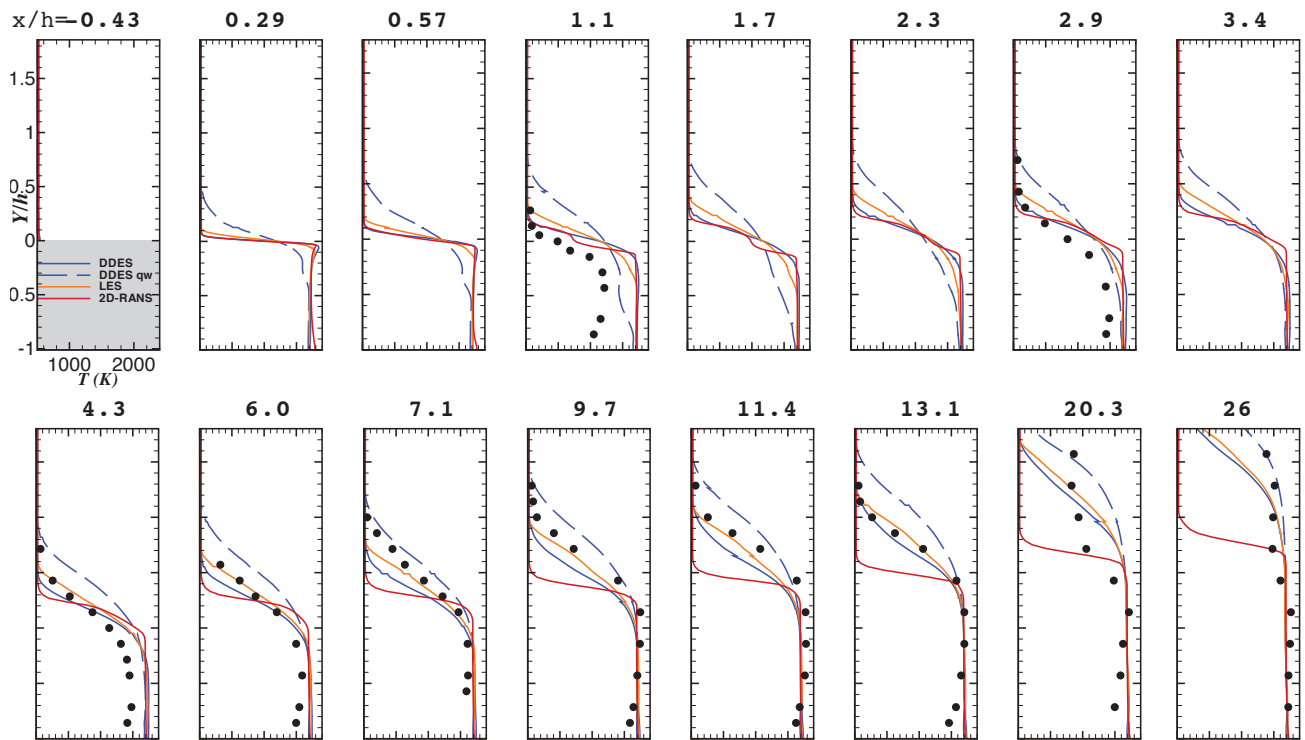 x/h=-0.43 0.29 0.57 1.1 1.7 2.3 2.9 3.4
1.5
1
0.5
Y/h
0
DDES
DDES qw
LES
2D-RANS
0.5
-1
1000 2000
T (K)
4.3 6.0 7.1 9.7 11.4 13.1 20.3 26